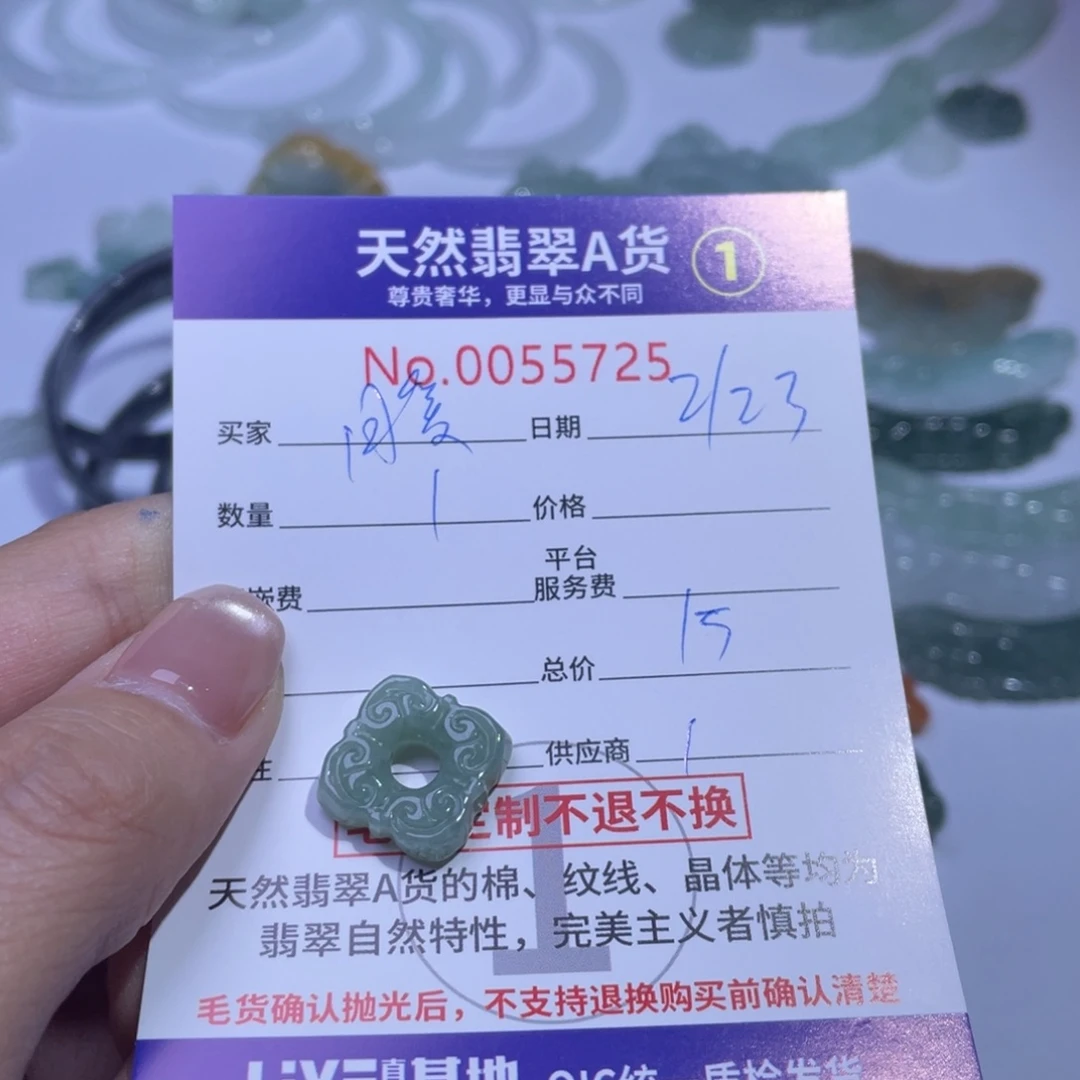 天然翡翠A货 1
尊贵奢华，更显与众不同
No.0055725
买家 日期 2/23
数量 1 价格
嵌费 平台服务费
总价 15
供应商 1
定制不退不换
1
天然翡翠A货的棉、纹线、晶体等均为
翡翠自然特性，完美主义者慎拍
毛货确认抛光后，不支持退换购买前确认清楚